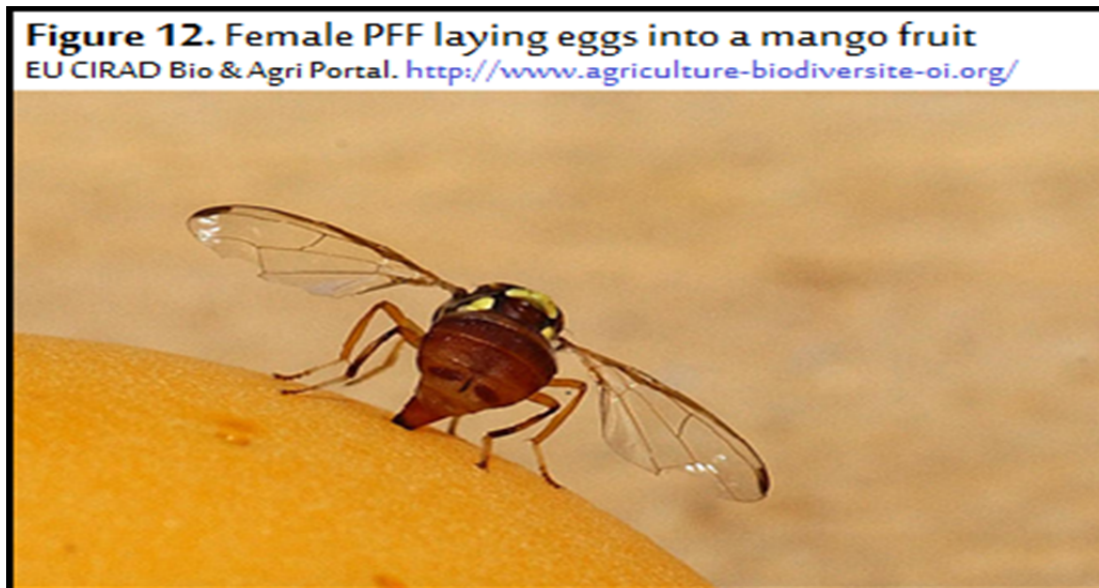 Figure 12. Female PFF laying eggs into a mango fruit
EU CIRAD Bio & Agri Portal. http://www.agriculture-biodiversite-oi.org/